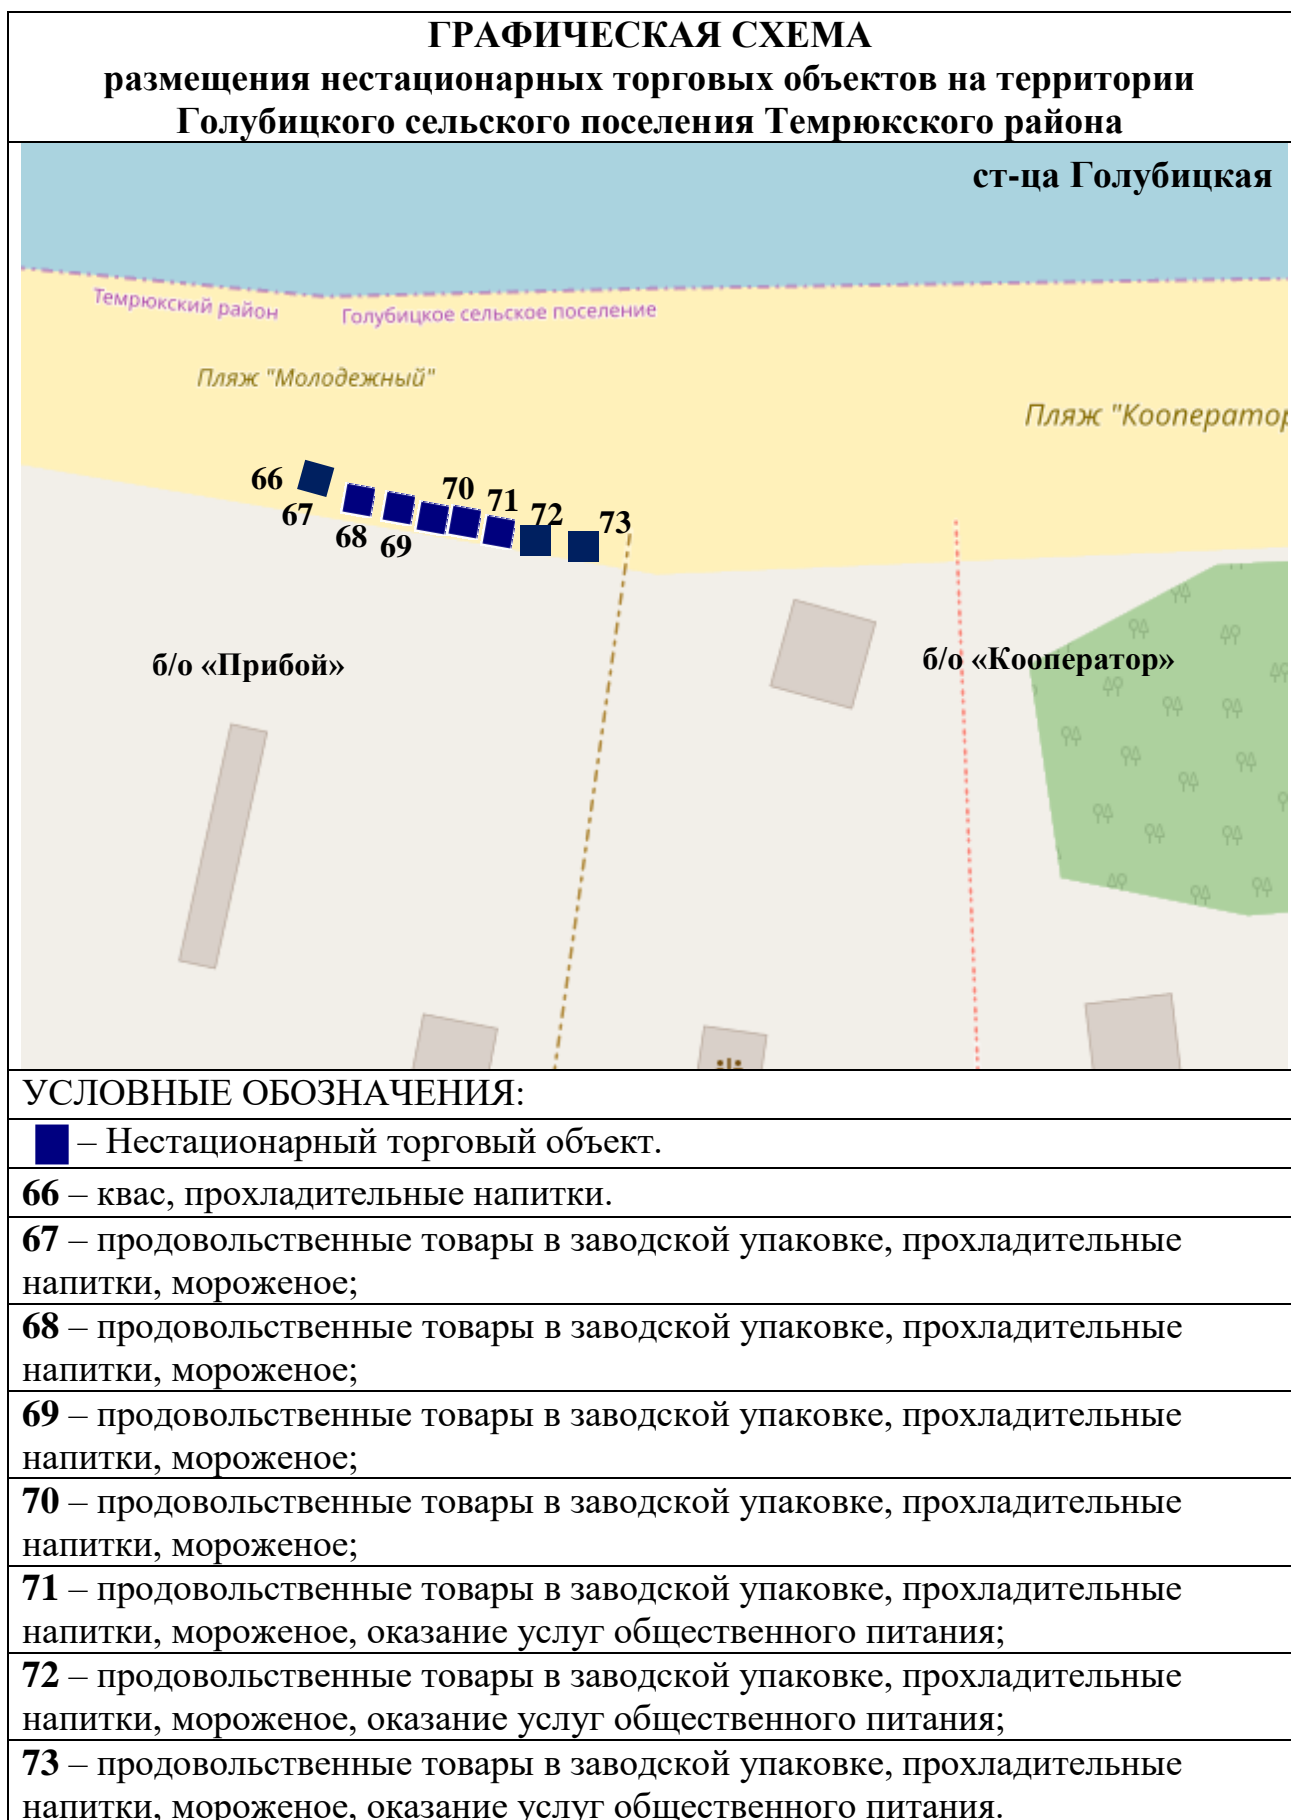 ГРАФИЧЕСКАЯ СХЕМА
размещения нестационарных торговых объектов на территории
Голубицкого сельского поселения Темрюкского района
ст-ца Голубицкая
Темрюкский район
Голубицкое сельское поселение
Пляж "Молодежный"
Пляж "Кооператор
66
67
68
69
70
71
72
73
б/о «Прибой»
б/о «Кооператор»
УСЛОВНЫЕ ОБОЗНАЧЕНИЯ:
– Нестационарный торговый объект.
66 – квас, прохладительные напитки.
67 – продовольственные товары в заводской упаковке, прохладительные
напитки, мороженое;
68 – продовольственные товары в заводской упаковке, прохладительные
напитки, мороженое;
69 – продовольственные товары в заводской упаковке, прохладительные
напитки, мороженое;
70 – продовольственные товары в заводской упаковке, прохладительные
напитки, мороженое;
71 – продовольственные товары в заводской упаковке, прохладительные
напитки, мороженое, оказание услуг общественного питания;
72 – продовольственные товары в заводской упаковке, прохладительные
напитки, мороженое, оказание услуг общественного питания;
73 – продовольственные товары в заводской упаковке, прохладительные
напитки, мороженое, оказание услуг общественного питания.